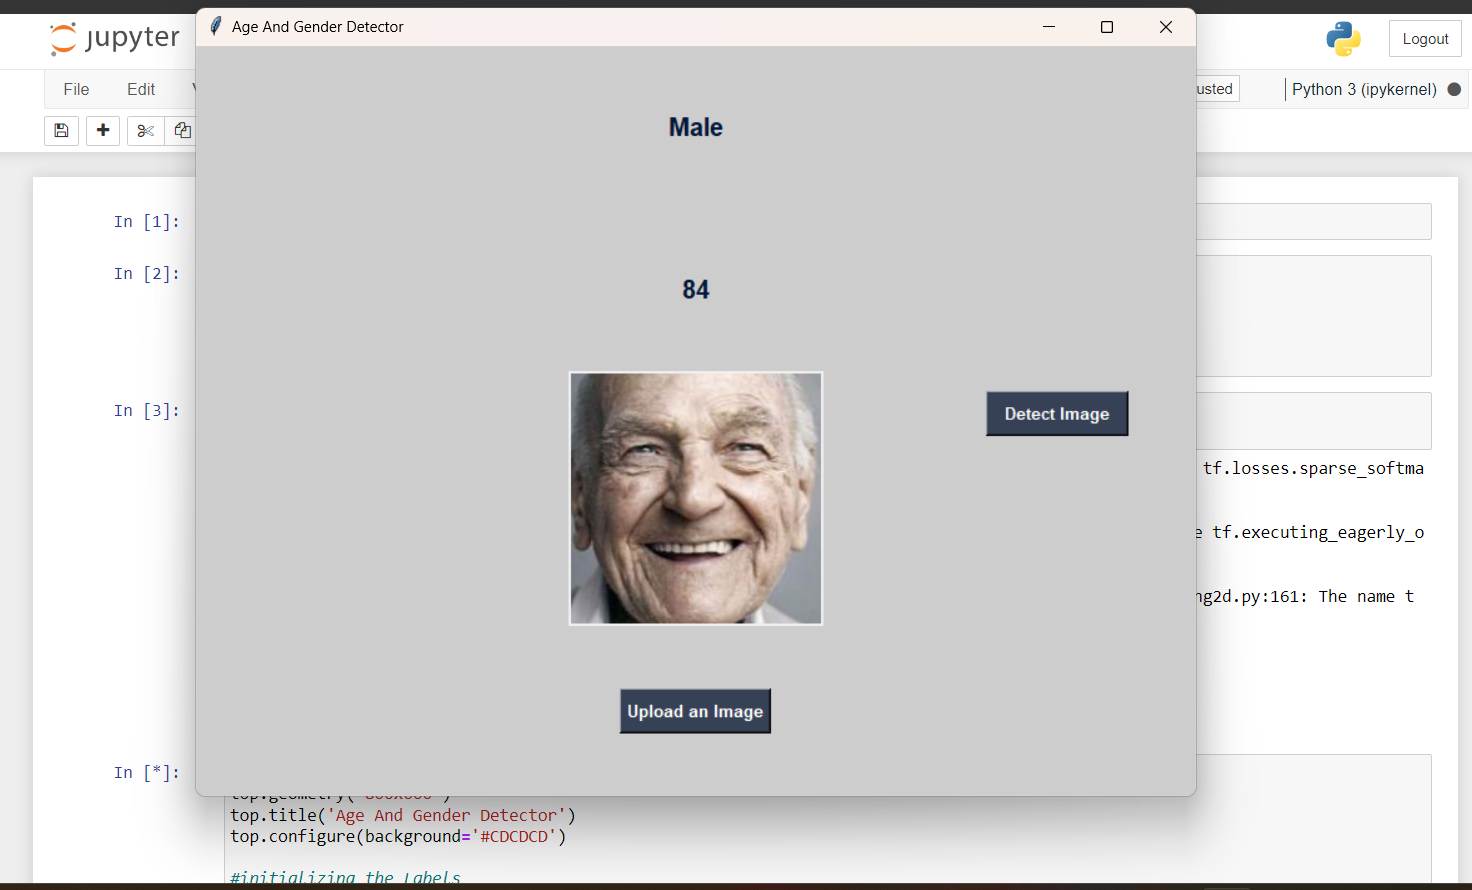 Age And Gender Detector
jupyter
Logout
File
Edit
usted
Python 3 (ipykernel)
Male
In [1]:
In [2]:
84
In [3]:
Detect Image
tf.losses.sparse_softma
e tf.executing_eagerly_o
ng2d.py:161: The name t
Upload an Image
In [*]:
top.title('Age And Gender Detector')
top.configure(background='#CDCDCD')
#initializing the Labels